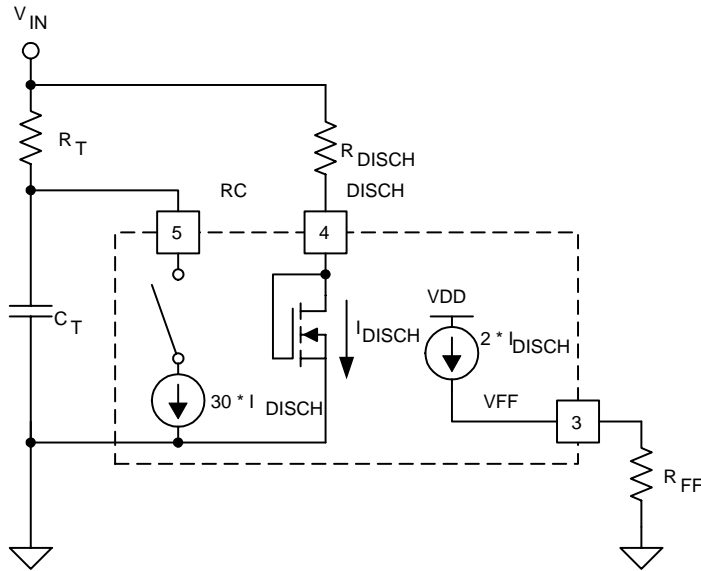 V IN
R T
R DISCH
RC
DISCH
5
4
VDD
I DISCH
2 * I DISCH
C T
30 * I DISCH
VFF
3
R FF